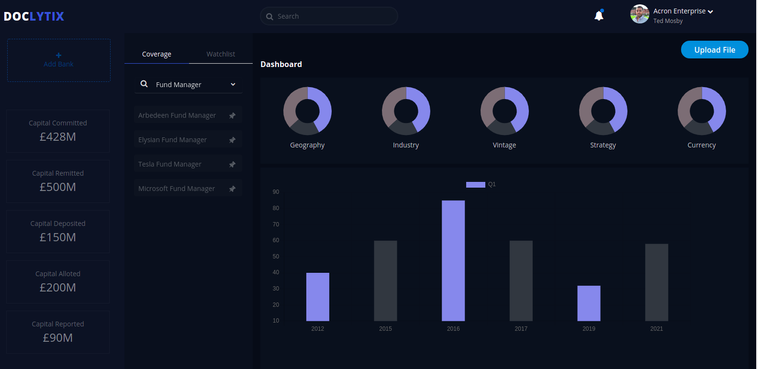 DOCLYTIX
Search
Acron Enterprise
Ted Mosby
Add Bank
Capital Committed
£428M
Capital Remitted
£500M
Capital Deposited
£150M
Capital Alloted
£200M
Capital Reported
£90M
Coverage
Watchlist
Fund Manager
Arbedeen Fund Manager
Elysian Fund Manager
Tesla Fund Manager
Microsoft Fund Manager
Upload File
Dashboard
Geography
Industry
Vintage
Strategy
Currency
Q1
90
80
70
60
50
40
30
20
10
2012
2015
2016
2017
2019
2021